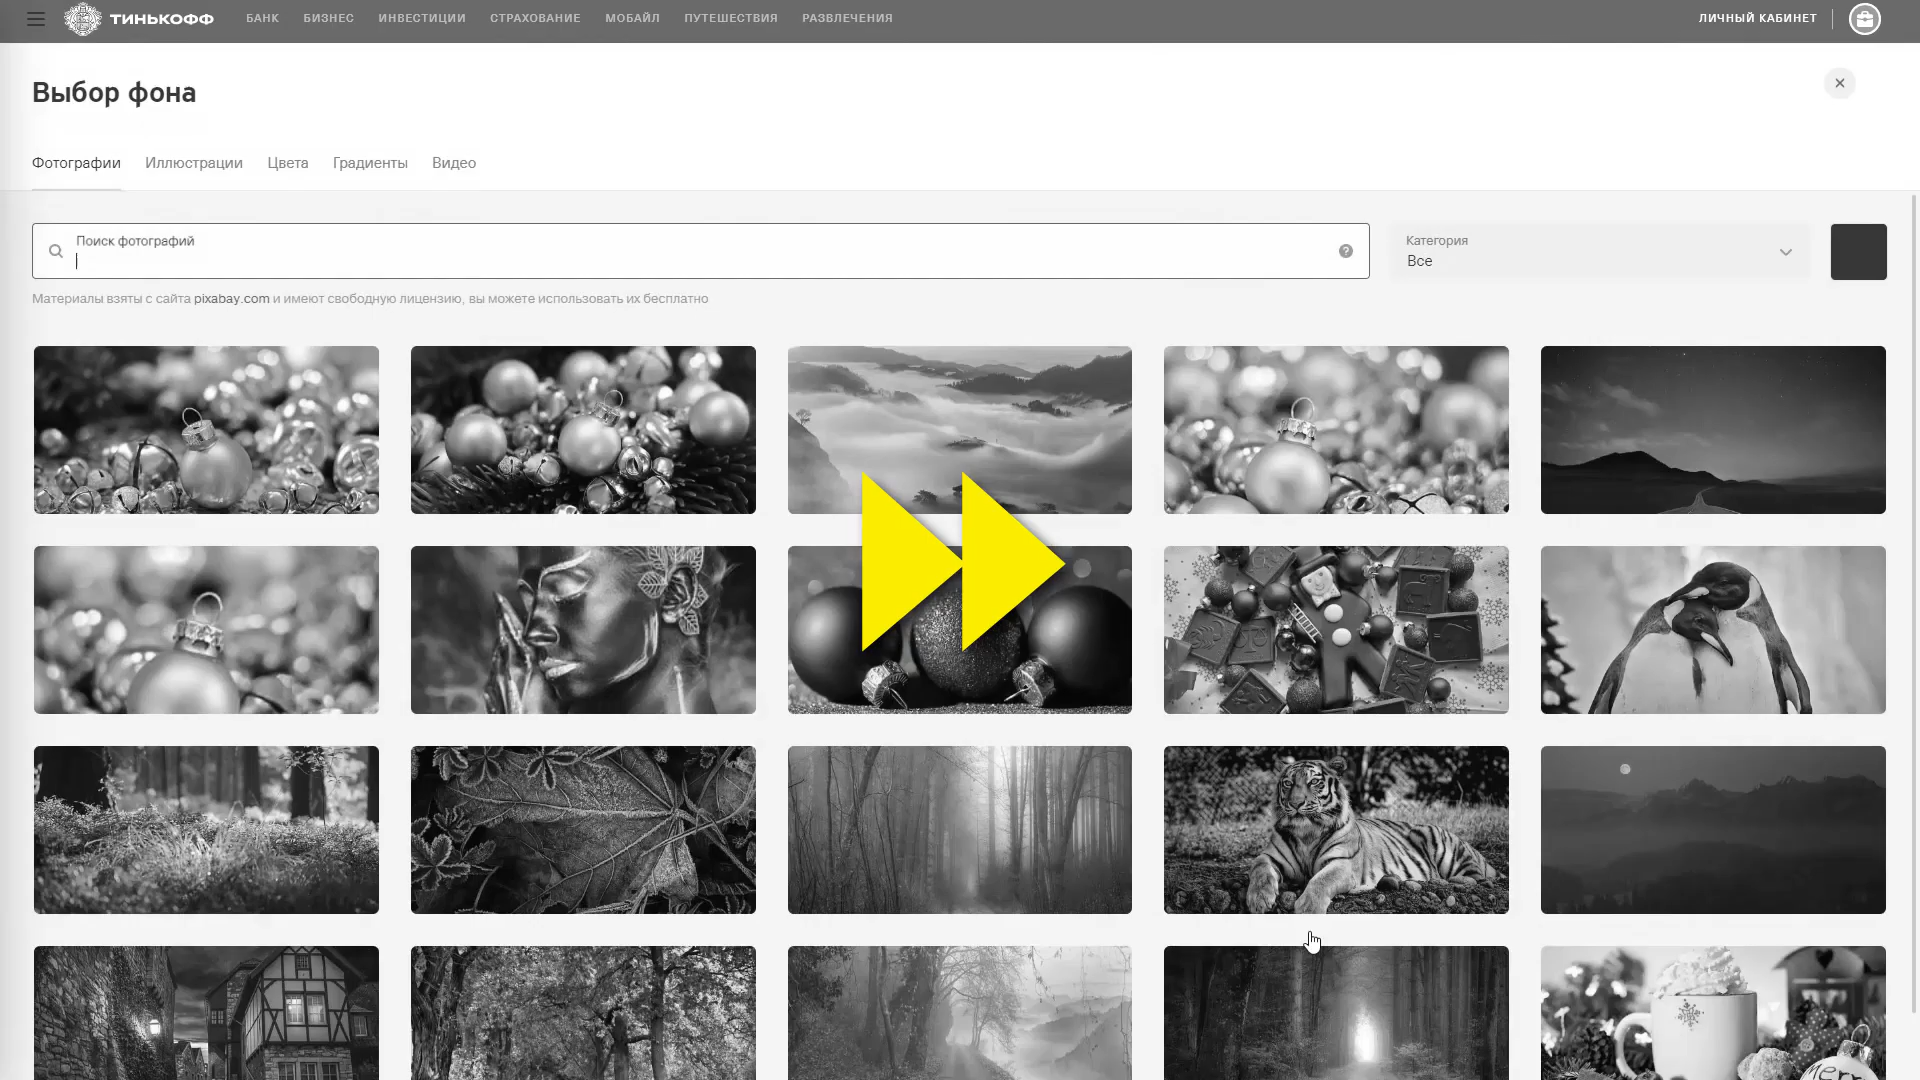 ТИНЬКОФФ БАНК БИЗНЕС ИНВЕСТИЦИИ СТРАХОВАНИЕ МОБАЙЛ ПУТЕШЕСТВИЯ РАЗВЛЕЧЕНИЯ ЛИЧНЫЙ КАБИНЕТ
Выбор фона
Фотографии Иллюстрации Цвета Градиенты Видео
Поиск фотографий
Категория
Все
Материалы взяты с сайта pixabay.com и имеют свободную лицензию, вы можете использовать их бесплатно
Merry